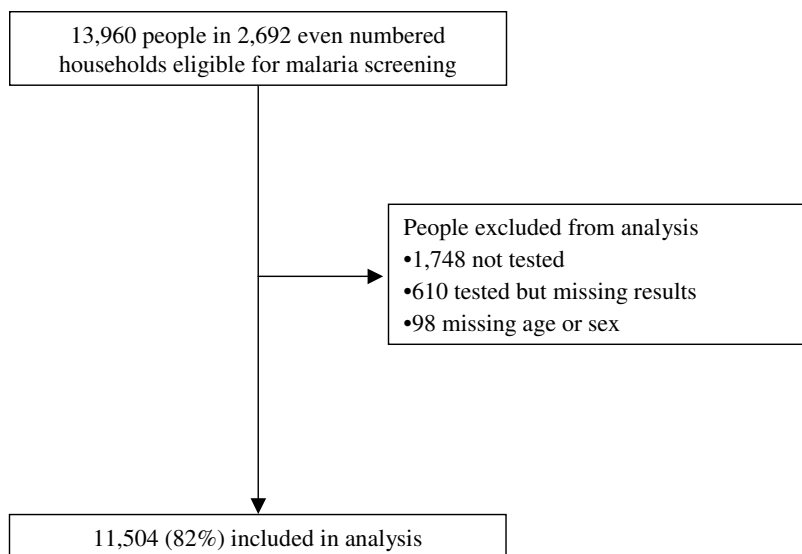 13,960 people in 2,692 even numbered
households eligible for malaria screening
People excluded from analysis
•1,748 not tested
•610 tested but missing results
•98 missing age or sex
11,504 (82%) included in analysis